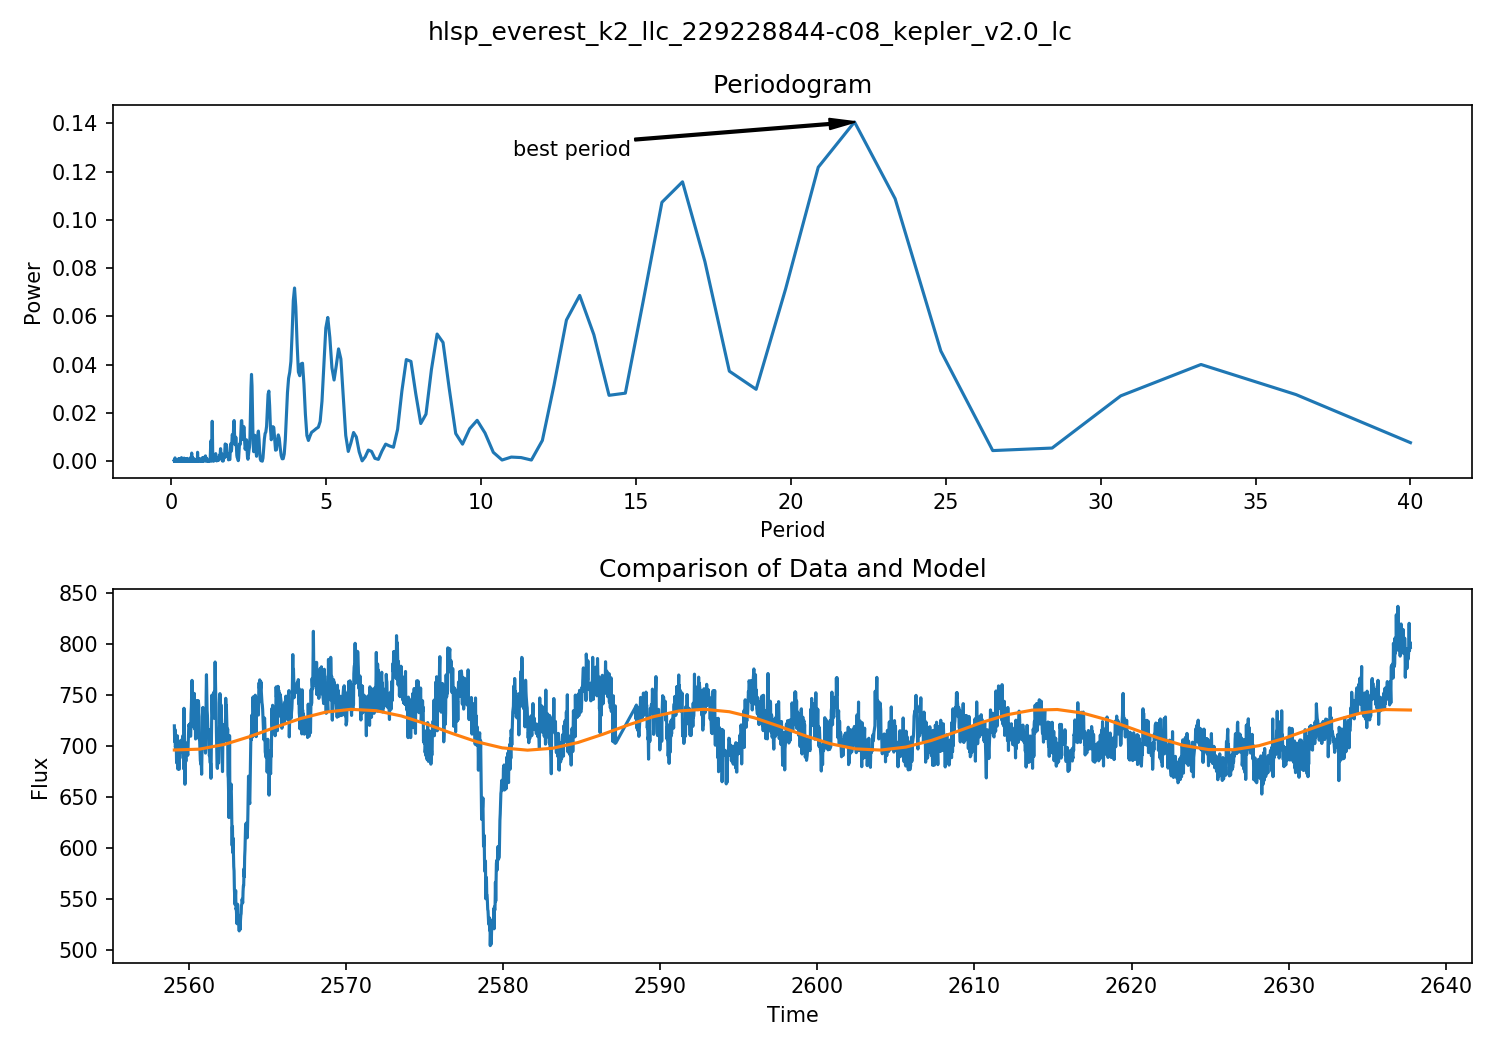 hlsp_everest_k2_llc_229228844-c08_kepler_v2.0_lc
Periodogram
0.14
0.12
0.10
0.08
0.06
0.04
0.02
0.00
Power
best period
0 5 10 15 20 25 30 35 40
Period
Comparison of Data and Model
850
800
750
700
650
600
550
500
Flux
2560 2570 2580 2590 2600 2610 2620 2630 2640
Time